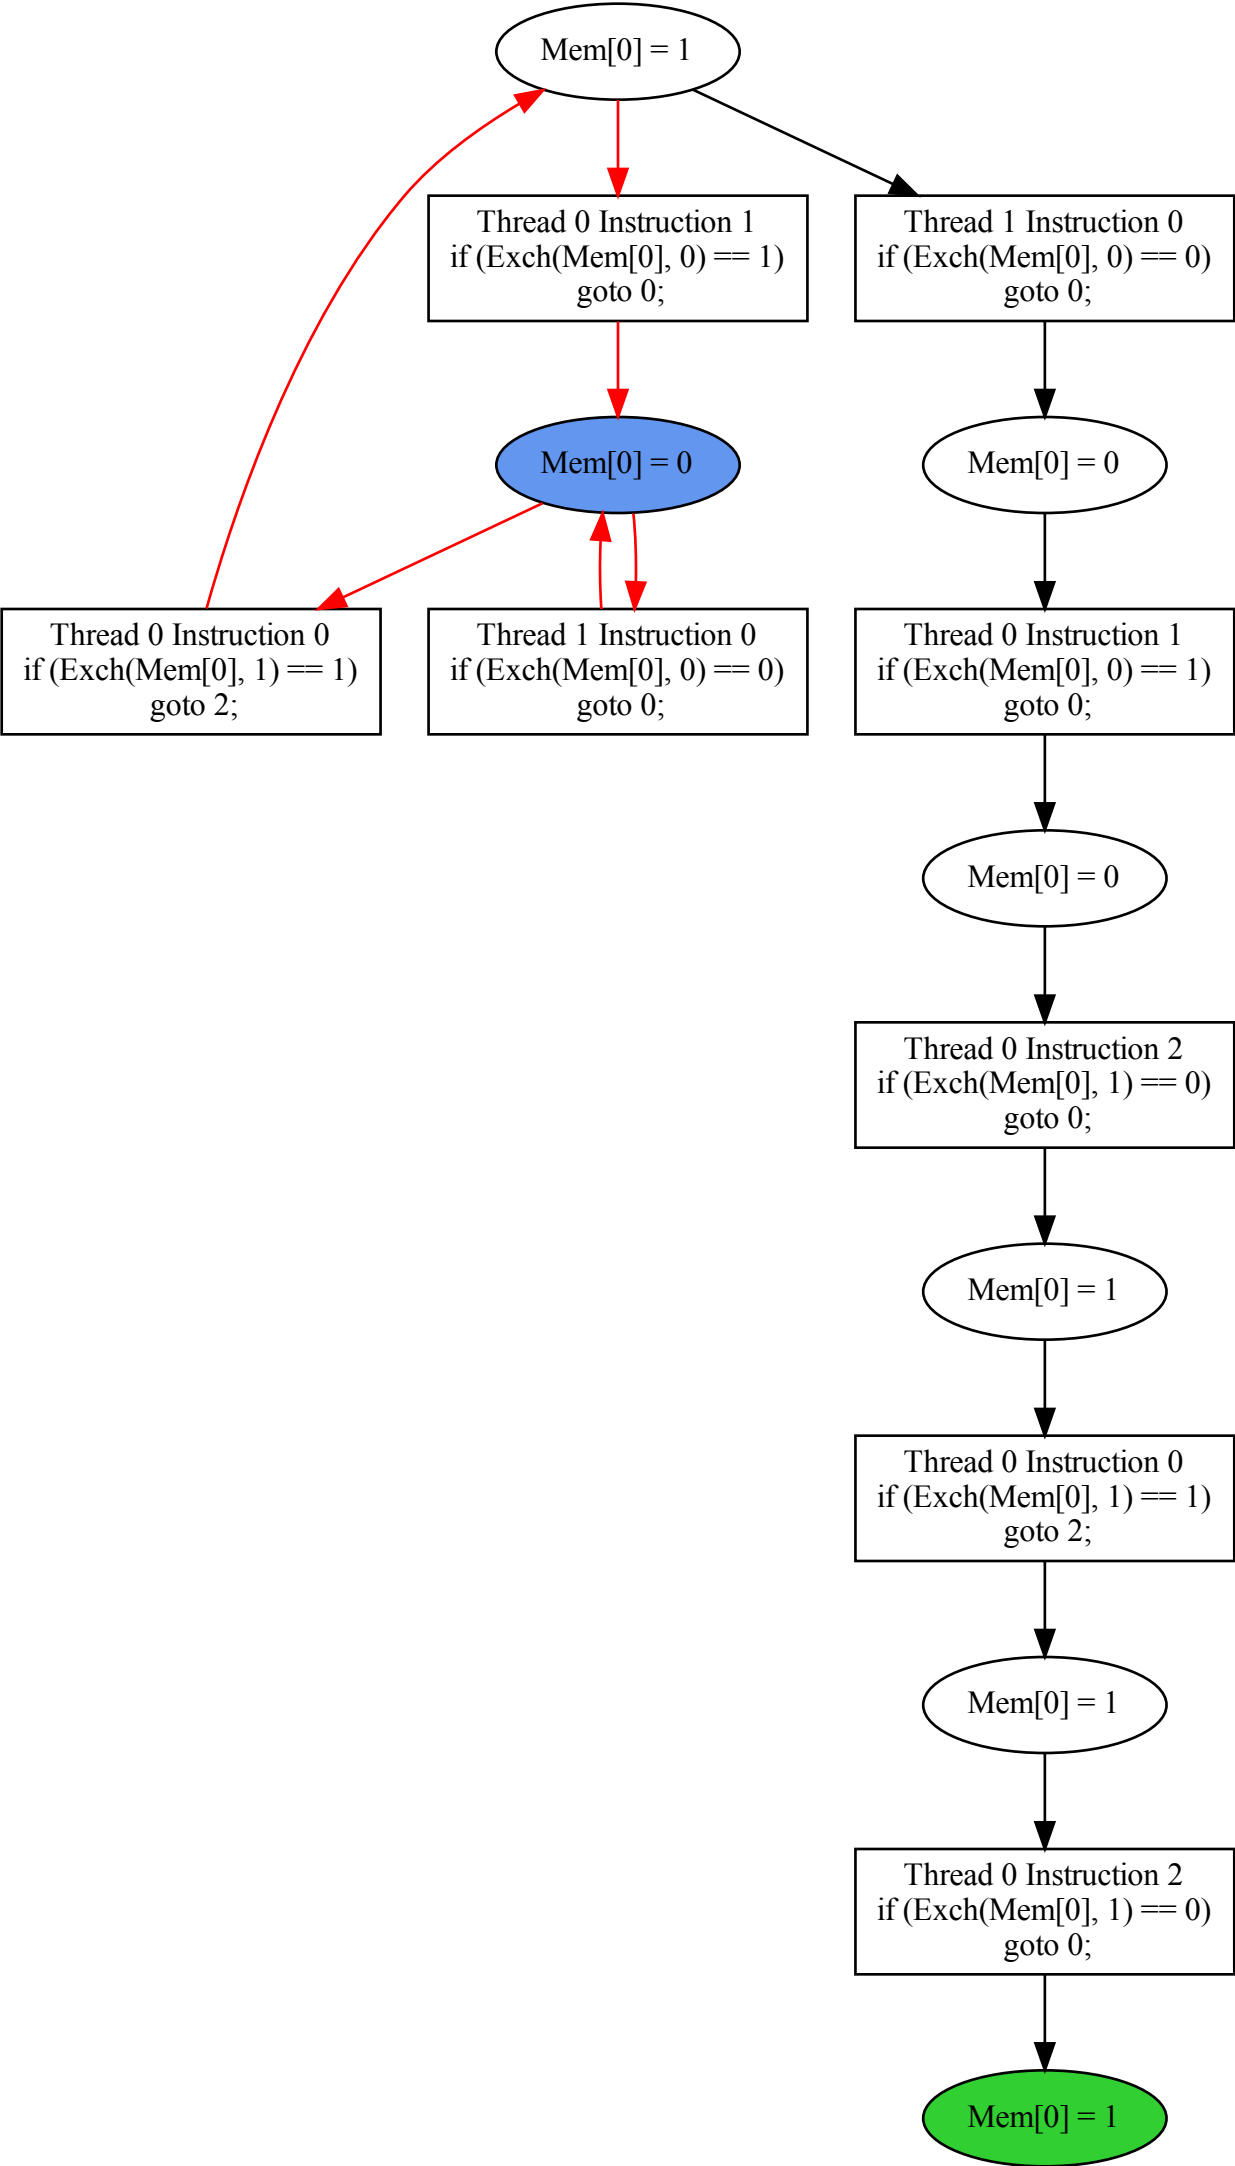 Mem[0] = 1
Thread 0 Instruction 1
if (Exch(Mem[0], 0) == 1)
goto 0;
Thread 1 Instruction 0
if (Exch(Mem[0], 0) == 0)
goto 0;
Mem[0] = 0
Mem[0] = 0
Thread 0 Instruction 0
if (Exch(Mem[0], 1) == 1)
goto 2;
Thread 1 Instruction 0
if (Exch(Mem[0], 0) == 0)
goto 0;
Thread 0 Instruction 1
if (Exch(Mem[0], 0) == 1)
goto 0;
Mem[0] = 0
Thread 0 Instruction 2
if (Exch(Mem[0], 1) == 0)
goto 0;
Mem[0] = 1
Thread 0 Instruction 0
if (Exch(Mem[0], 1) == 1)
goto 2;
Mem[0] = 1
Thread 0 Instruction 2
if (Exch(Mem[0], 1) == 0)
goto 0;
Mem[0] = 1